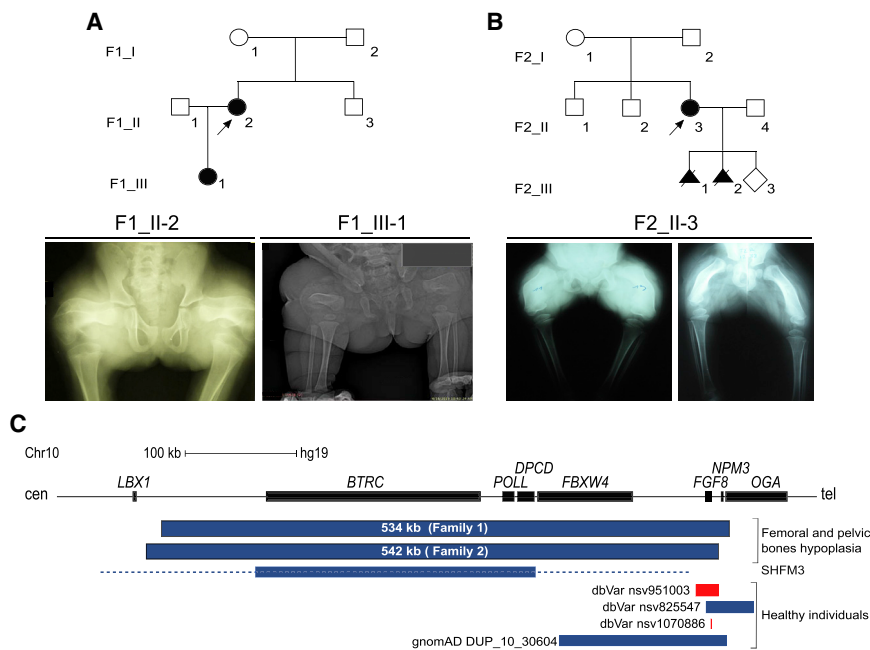 A
F1_I
1
2
F1_II
1
2
3
F1_III
1
B
F2_I
1
2
F2_II
1
2
3
4
F2_III
1
2
3
F1_II-2
F1_III-1
F2_II-3
C
Chr10
100 kb
hg19
LBX1
BTRC
POLL
DPCD
FBXW4
FGF8
NPM3
OGA
cen
tel
534 kb (Family 1)
542 kb ( Family 2)
Femoral and pelvic
bones hypoplasia
SHFM3
dbVar nsv951003
dbVar nsv825547
dbVar nsv1070886
gnomAD DUP_10_30604
Healthy individuals